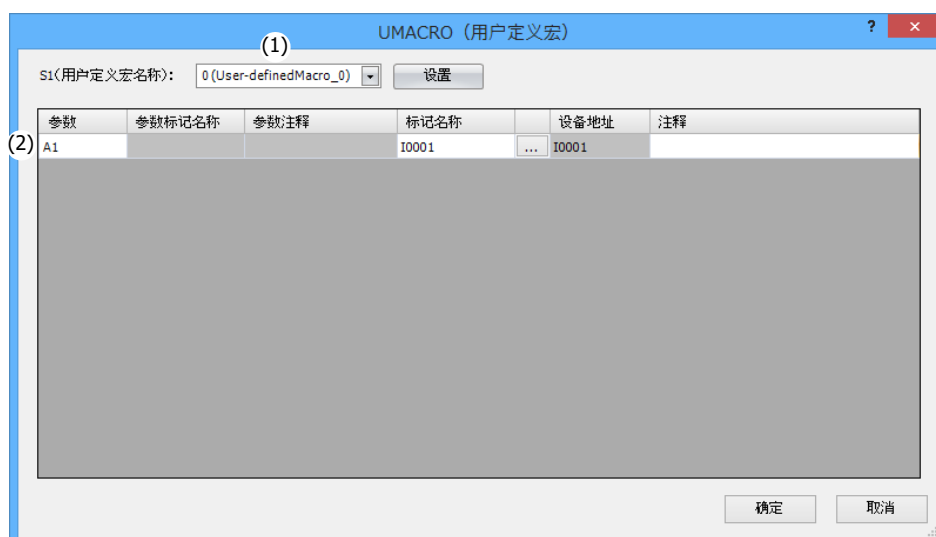 UMACRO（用户定义宏） ? ×
(1)
S1(用户定义宏名称)： 0 (User-definedMacro_0) 设置
参数 参数标记名称 参数注释 标记名称 设备地址 注释
(2) A1 I0001 ... I0001
确定 取消